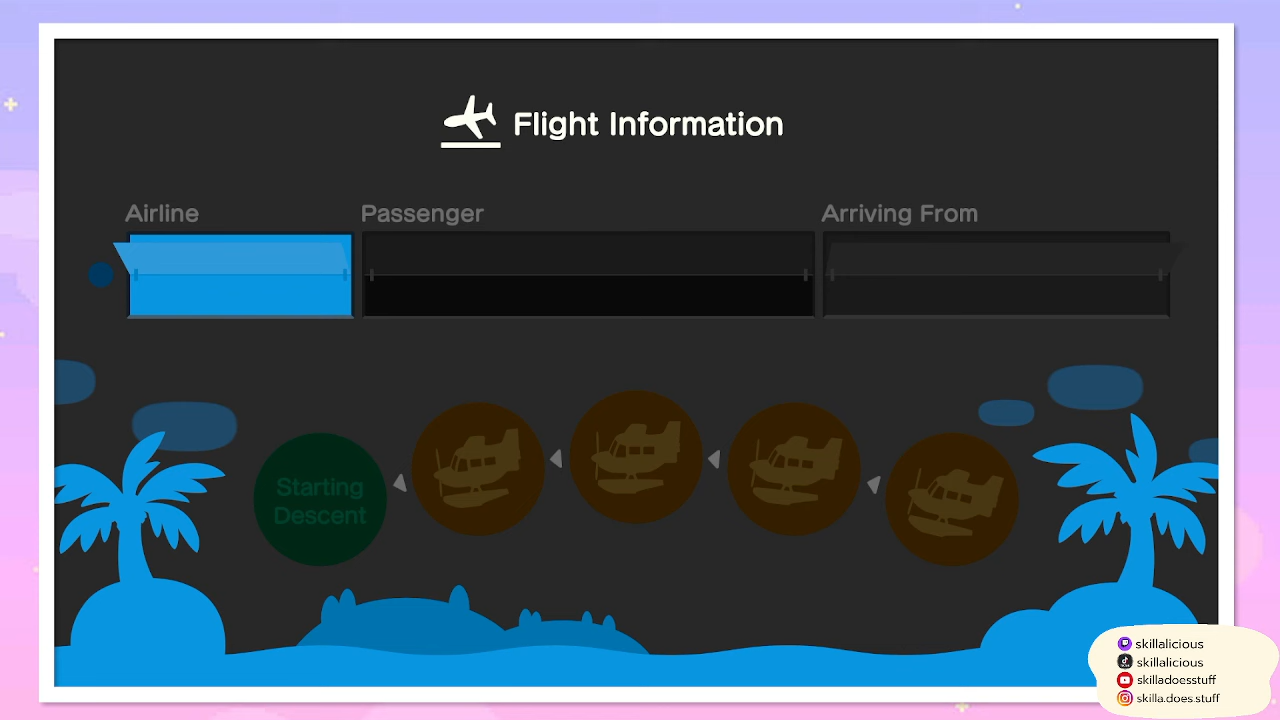 Flight Information
Airline
Passenger
Arriving From
Starting
Descent
skillalicious
skillalicious
skilladoesstuff
skilla.does.stuff